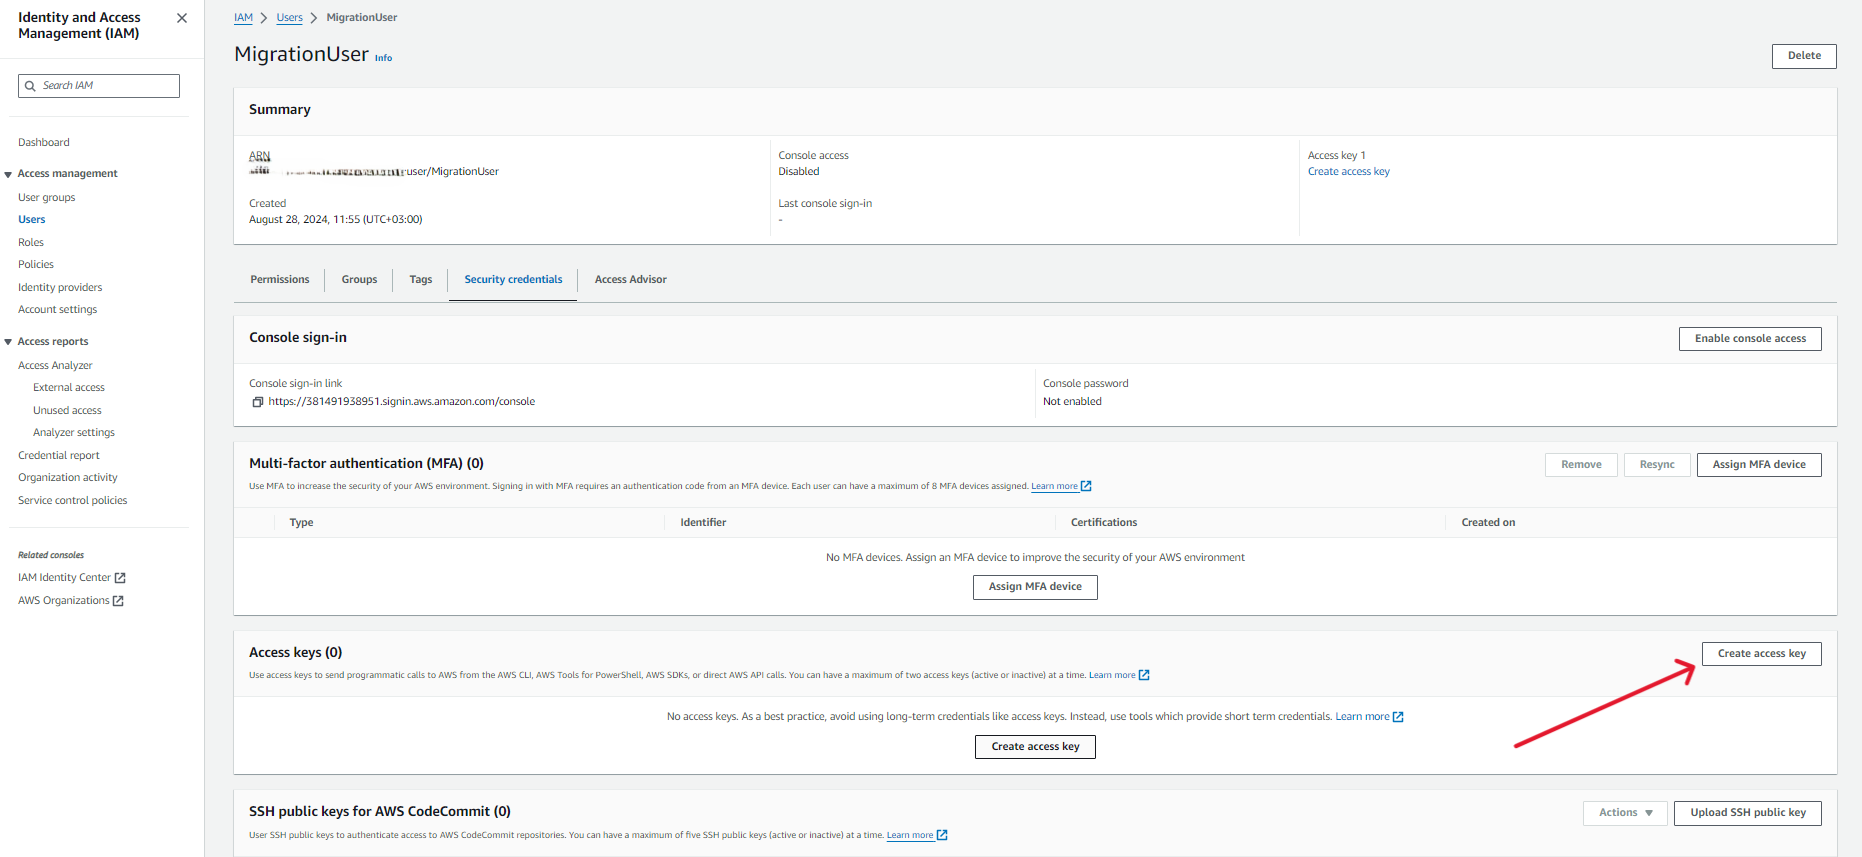 Identity and Access
Management (IAM)
Search IAM
Dashboard
Access management
User groups
Users
Roles
Policies
Identity providers
Account settings
Access reports
Access Analyzer
External access
Unused access
Analyzer settings
Credential report
Organization activity
Service control policies
Related consoles
IAM Identity Center
AWS Organizations
IAM > Users > MigrationUser
MigrationUser Info
Delete
Summary
ARN
user/MigrationUser
Created
August 28, 2024, 11:55 (UTC+03:00)
Console access
Disabled
Last console sign-in
-
Access key 1
Create access key
Permissions Groups Tags Security credentials Access Advisor
Console sign-in
Enable console access
Console sign-in link
https://381491938951.signin.aws.amazon.com/console
Console password
Not enabled
Multi-factor authentication (MFA) (0)
Use MFA to increase the security of your AWS environment. Signing in with MFA requires an authentication code from an MFA device. Each user can have a maximum of 8 MFA devices assigned. Learn more
Remove Resync Assign MFA device
Type Identifier Certifications Created on
No MFA devices. Assign an MFA device to improve the security of your AWS environment
Assign MFA device
Access keys (0)
Create access key
Use access keys to send programmatic calls to AWS from the AWS CLI, AWS Tools for PowerShell, AWS SDKs, or direct AWS API calls. You can have a maximum of two access keys (active or inactive) at a time. Learn more
No access keys. As a best practice, avoid using long-term credentials like access keys. Instead, use tools which provide short term credentials. Learn more
Create access key
SSH public keys for AWS CodeCommit (0)
Actions Upload SSH public key
User SSH public keys to authenticate access to AWS CodeCommit repositories. You can have a maximum of five SSH public keys (active or inactive) at a time. Learn more